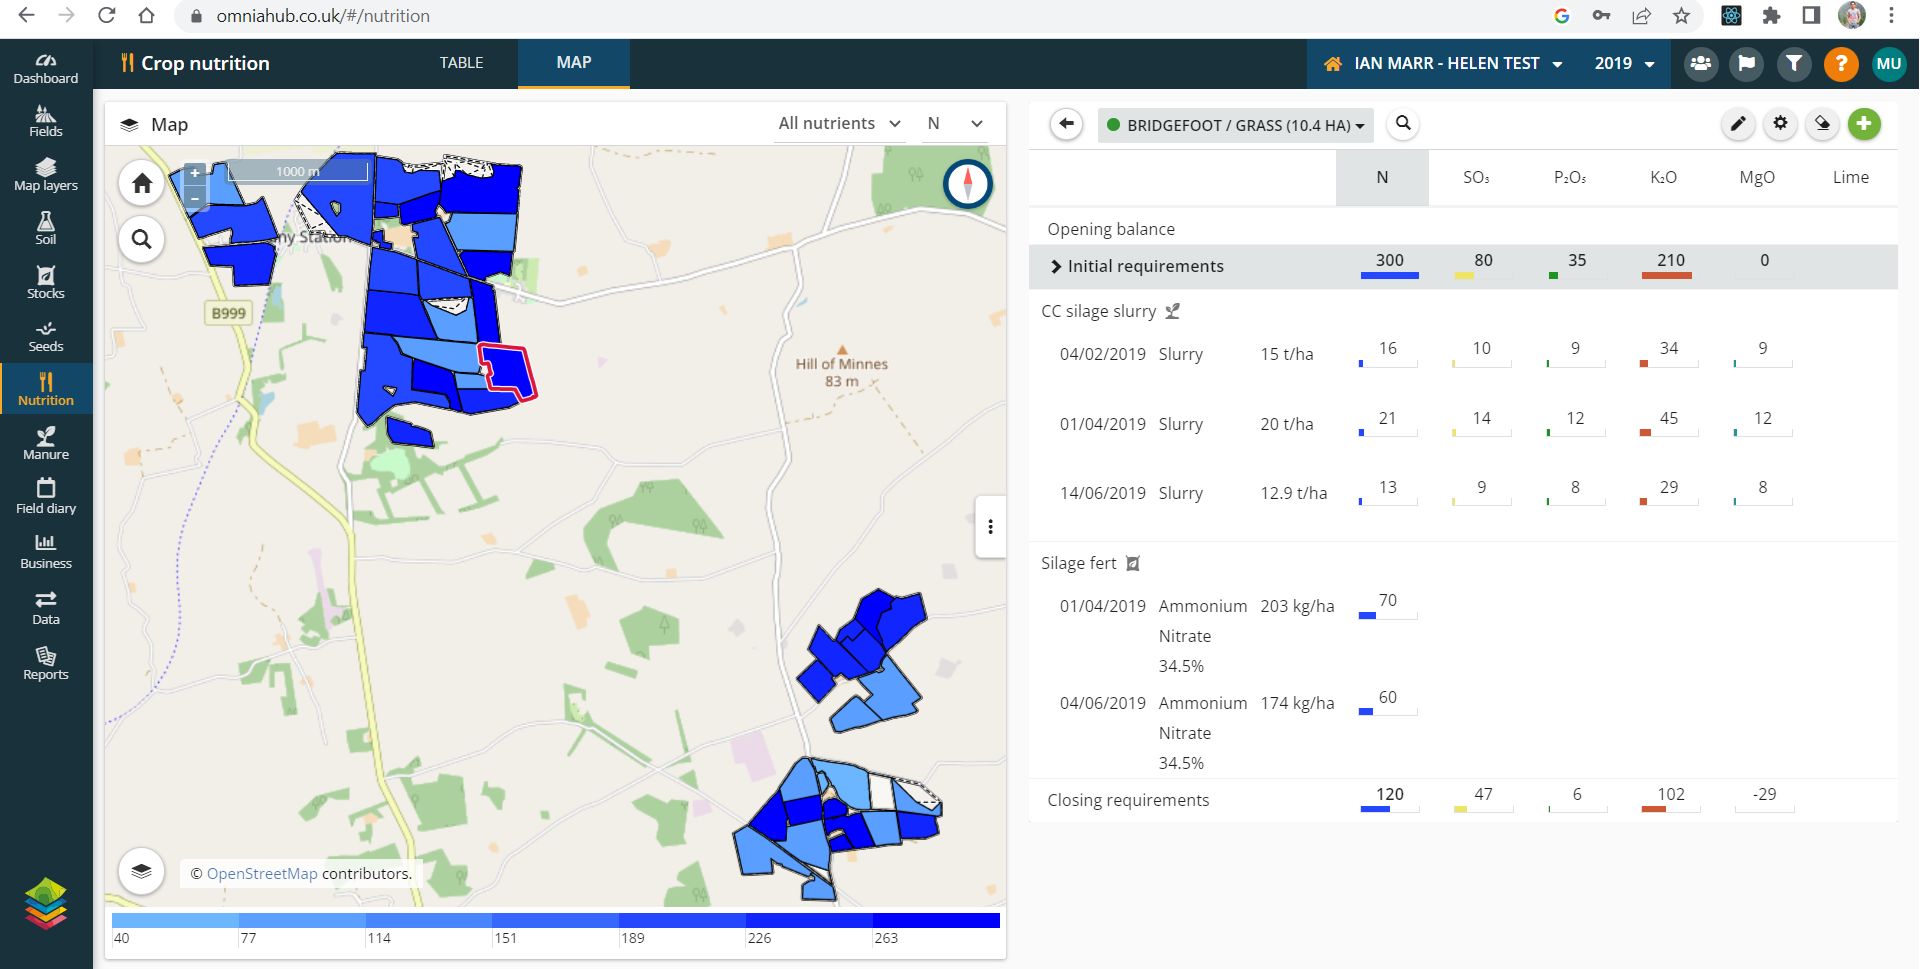 omniahub.co.uk/#/nutrition
Dashboard
Fields
Map layers
Soil
Stocks
Seeds
Nutrition
Manure
Field diary
Business
Data
Reports
Crop nutrition
TABLE
MAP
IAN MARR - HELEN TEST
2019
?
MU
Map
All nutrients
N
+
−
1000 m
ny Station
B999
Hill of Minnes
83 m
© OpenStreetMap contributors.
40 77 114 151 189 226 263
BRIDGEFOOT / GRASS (10.4 HA)
N SO₃ P₂O₅ K₂O MgO Lime
Opening balance
Initial requirements 300 80 35 210 0
CC silage slurry
04/02/2019 Slurry 15 t/ha 16 10 9 34 9
01/04/2019 Slurry 20 t/ha 21 14 12 45 12
14/06/2019 Slurry 12.9 t/ha 13 9 8 29 8
Silage fert
01/04/2019 Ammonium 203 kg/ha 70
Nitrate
34.5%
04/06/2019 Ammonium 174 kg/ha 60
Nitrate
34.5%
Closing requirements 120 47 6 102 -29